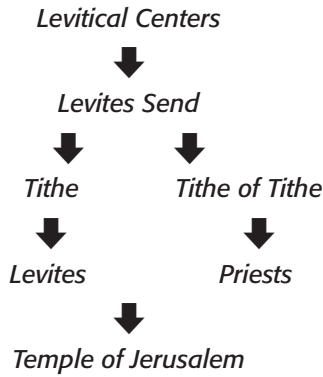 Levitical Centers
Levites Send
Tithe Tithe of Tithe
Levites Priests
Temple of Jerusalem